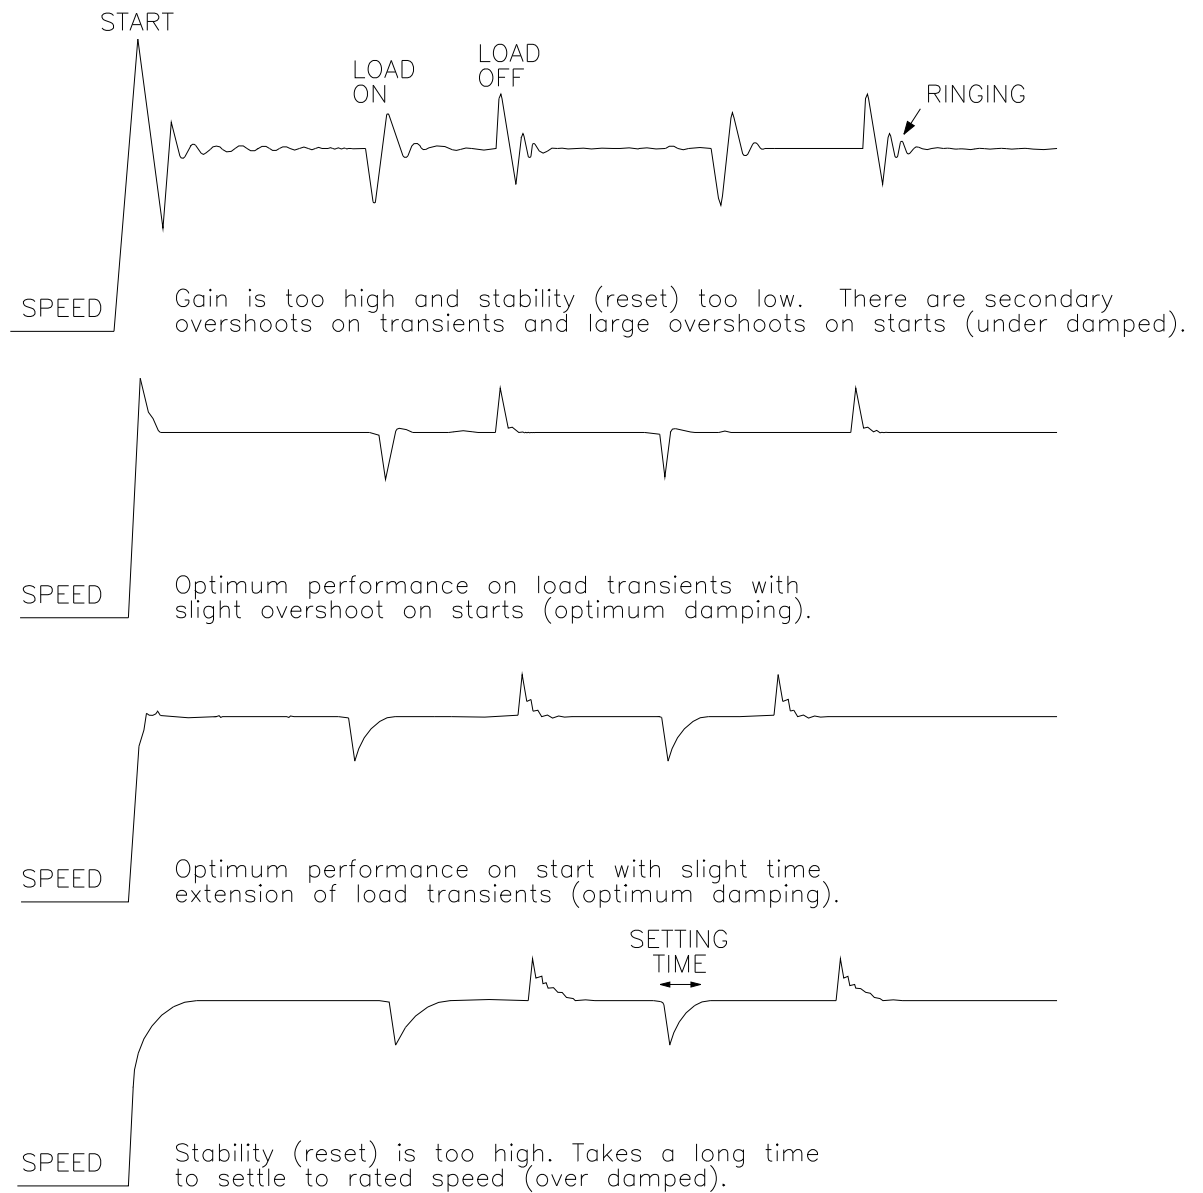 START
LOAD
ON
LOAD
OFF
RINGING
SPEED
Gain is too high and stability (reset) too low. There are secondary
overshoots on transients and large overshoots on starts (under damped).
SPEED
Optimum performance on load transients with
slight overshoot on starts (optimum damping).
SPEED
Optimum performance on start with slight time
extension of load transients (optimum damping).
SETTING
TIME
SPEED
Stability (reset) is too high. Takes a long time
to settle to rated speed (over damped).